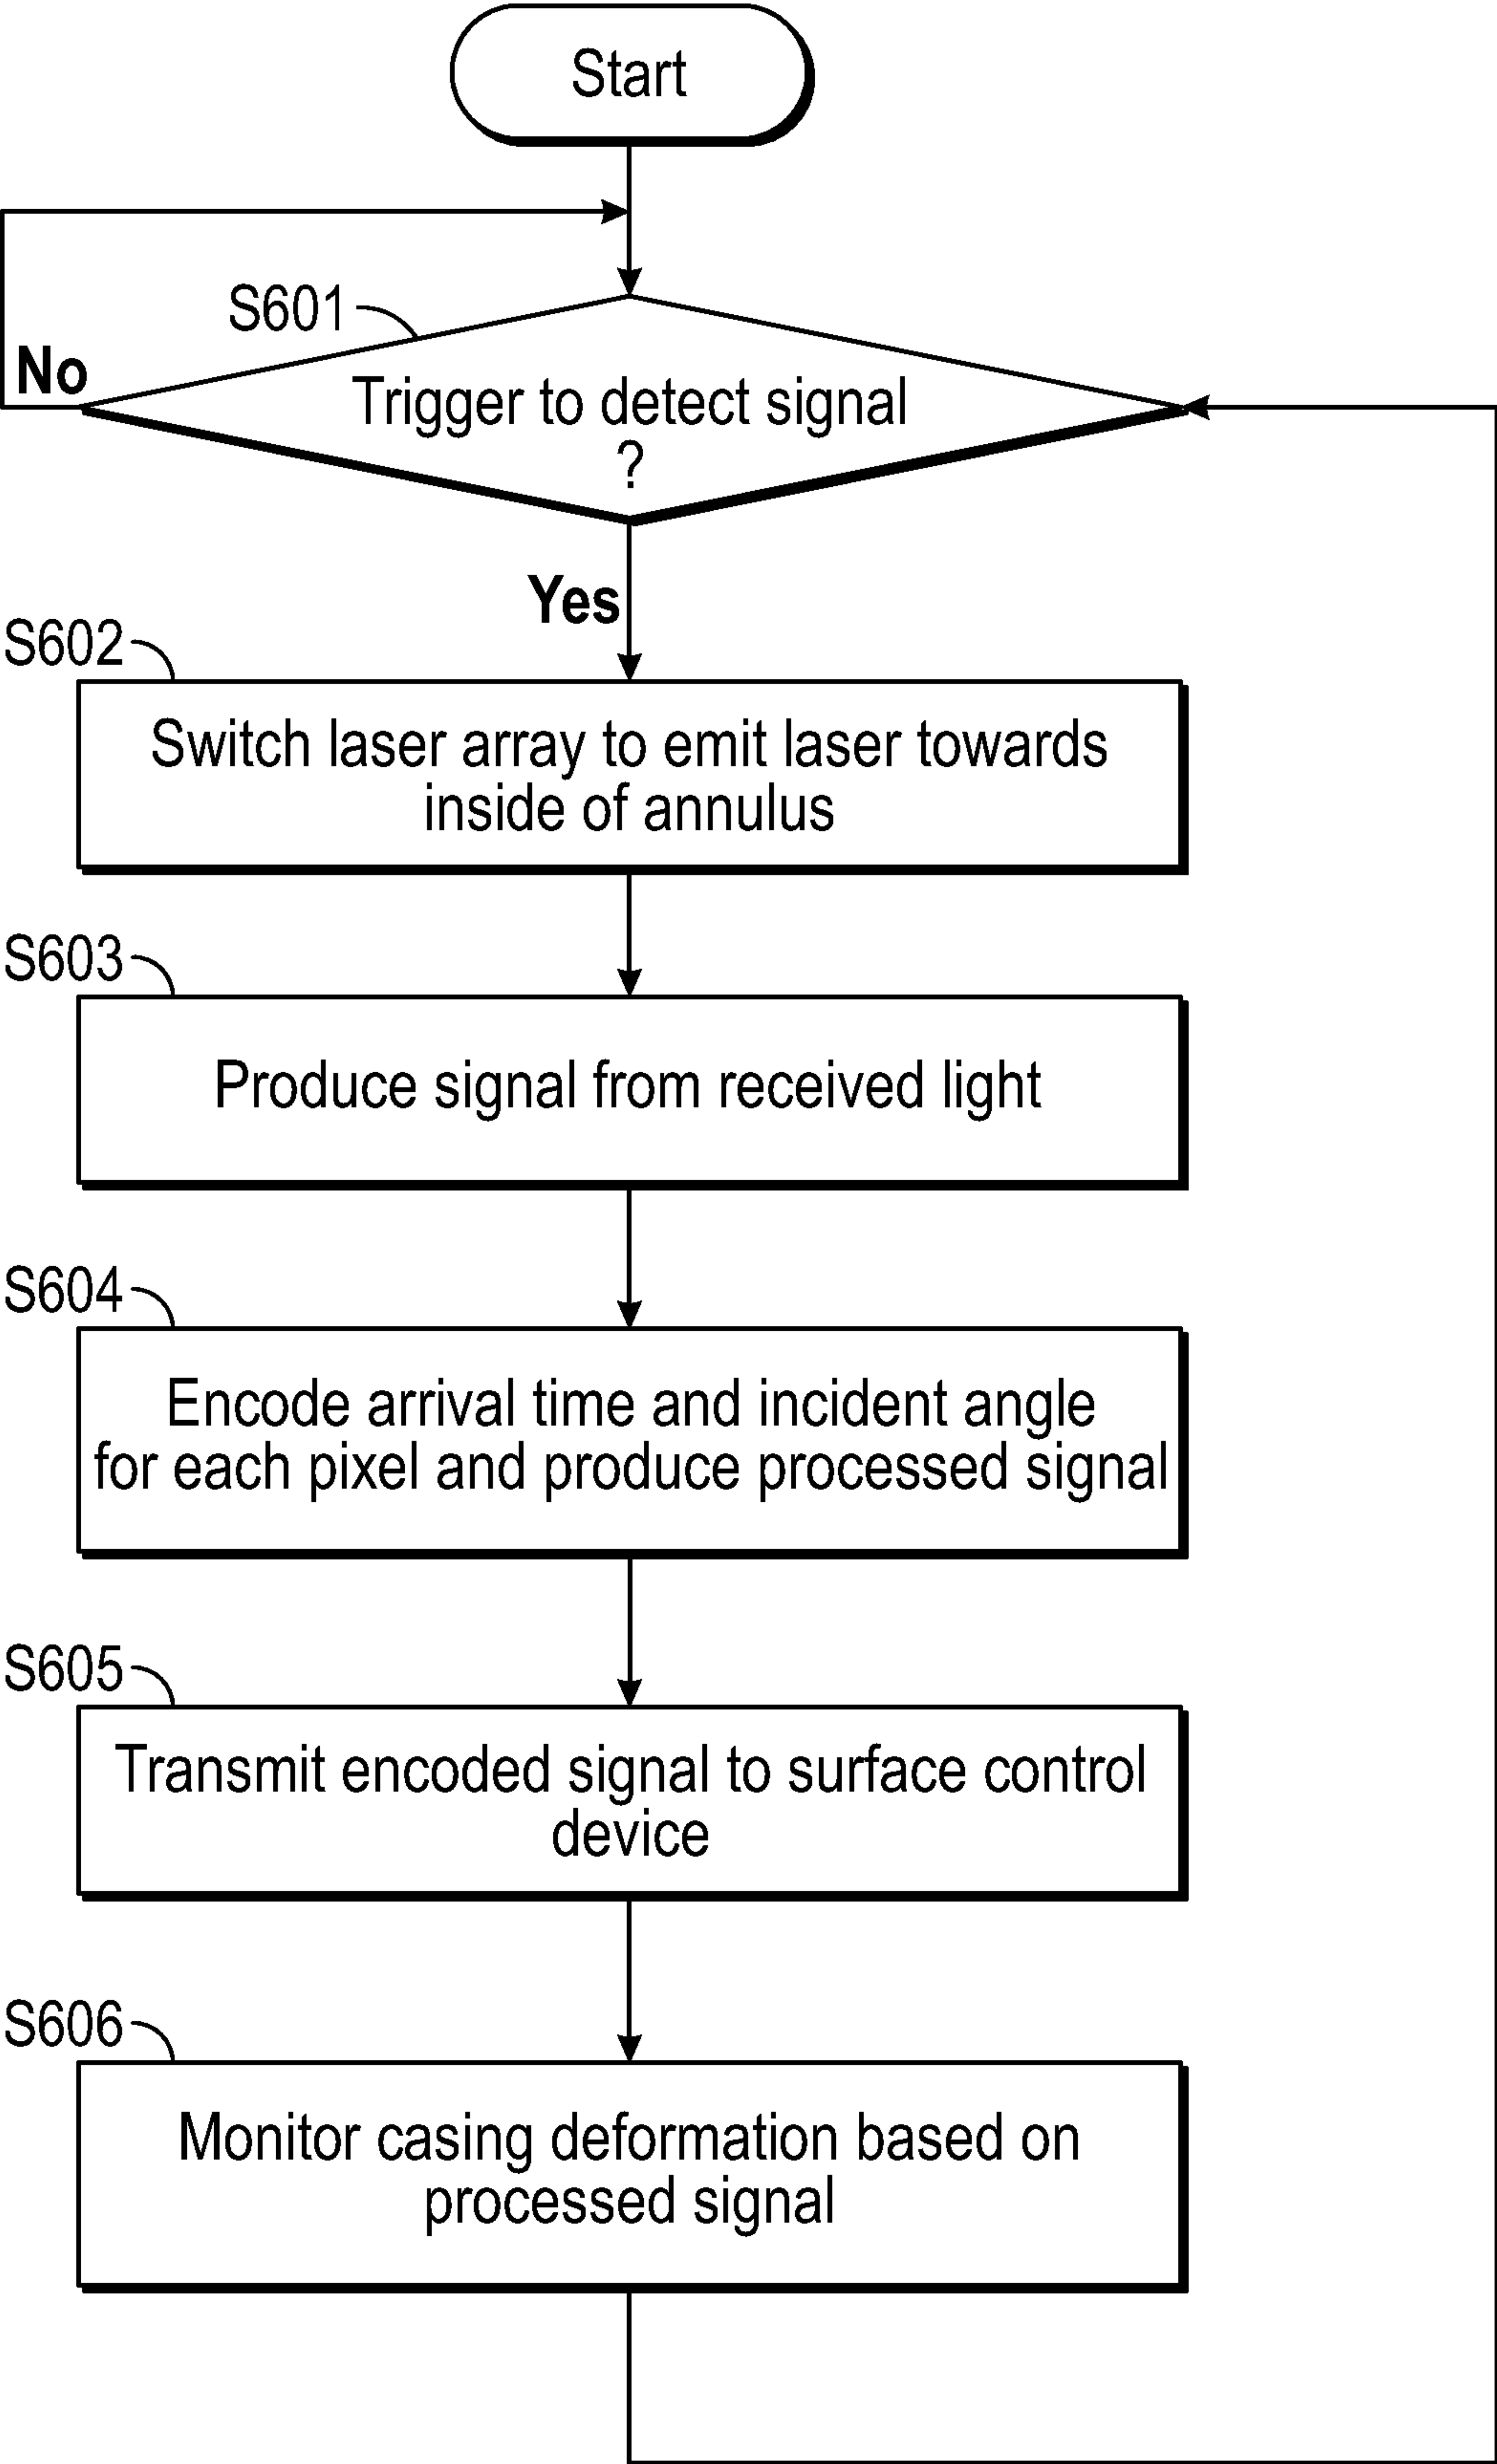 Start
S601
No
Trigger to detect signal
?
Yes
S602
Switch laser array to emit laser towards
inside of annulus
S603
Produce signal from received light
S604
Encode arrival time and incident angle
for each pixel and produce processed signal
S605
Transmit encoded signal to surface control
device
S606
Monitor casing deformation based on
processed signal